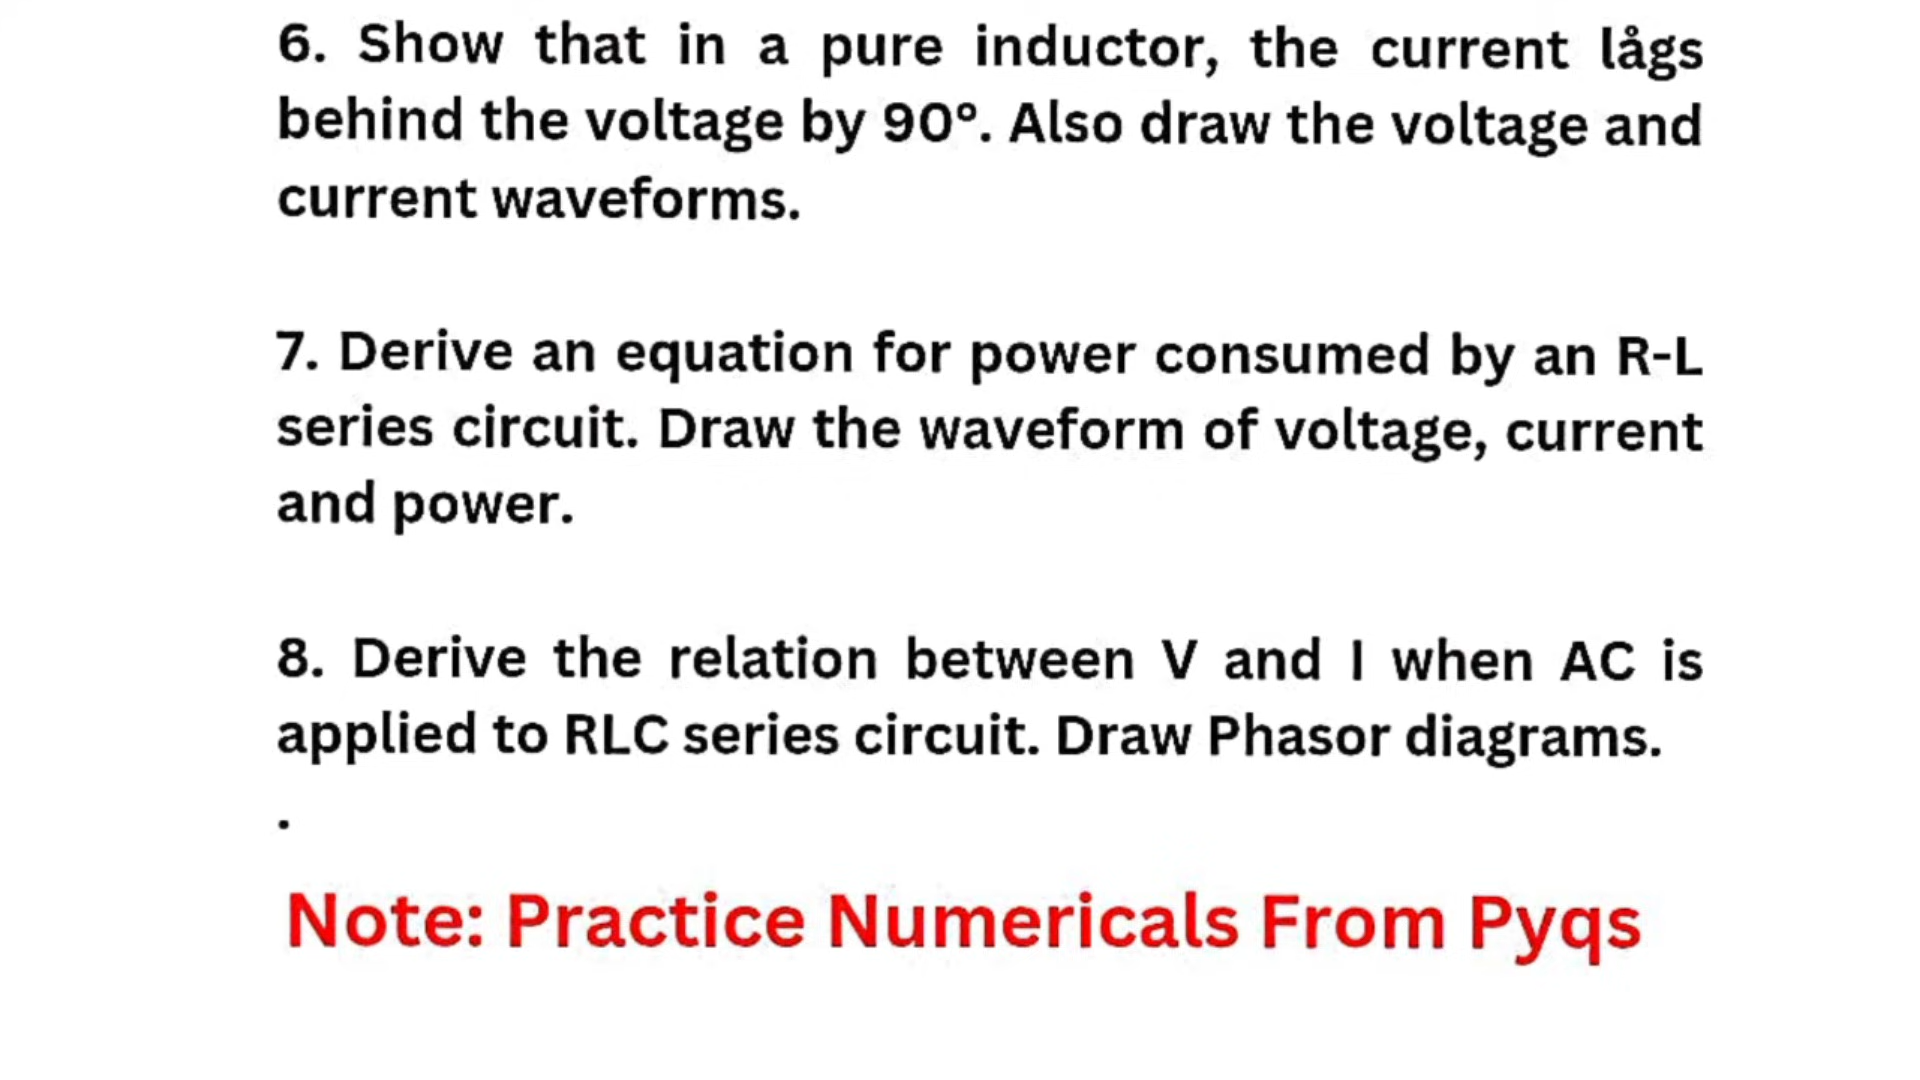 6. Show that in a pure inductor, the current lågs
behind the voltage by 90º. Also draw the voltage and
current waveforms.
7. Derive an equation for power consumed by an R-L
series circuit. Draw the waveform of voltage, current
and power.
8. Derive the relation between V and I when AC is
applied to RLC series circuit. Draw Phasor diagrams.
.
Note: Practice Numericals From Pyqs